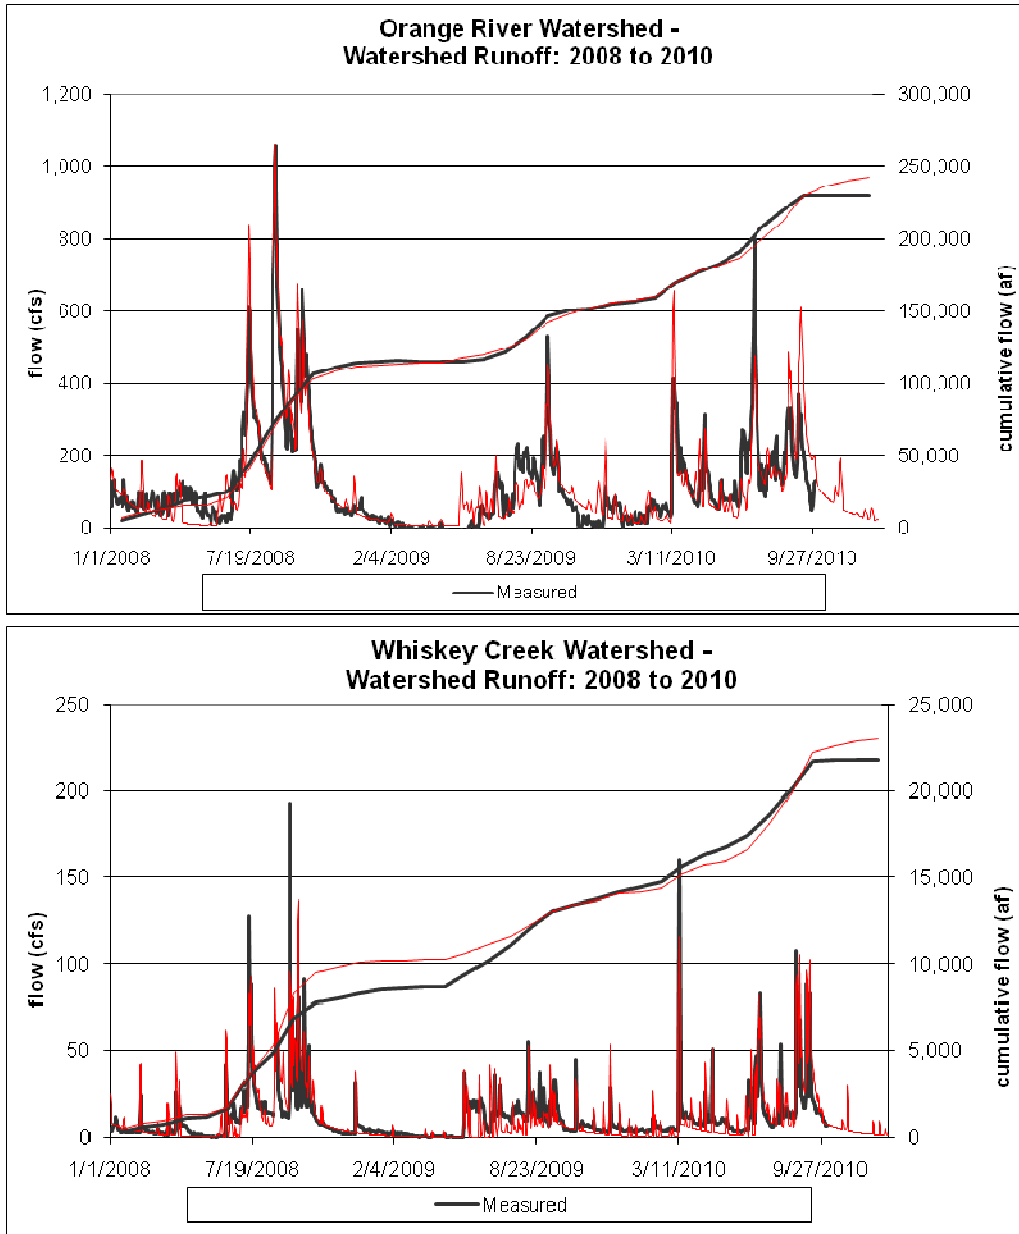 Orange River Watershed -
Watershed Runoff: 2008 to 2010
1,200
1,000
800
600
400
200
0
flow (cfs)
300,000
250,000
200,000
150,000
100,000
50,000
0
cumulative flow (af)
1/1/2008 7/19/2008 2/4/2009 8/23/2009 3/11/2010 9/27/2010
Measured
Whiskey Creek Watershed -
Watershed Runoff: 2008 to 2010
250
200
150
100
50
0
flow (cfs)
25,000
20,000
15,000
10,000
5,000
0
cumulative flow (af)
1/1/2008 7/19/2008 2/4/2009 8/23/2009 3/11/2010 9/27/2010
Measured